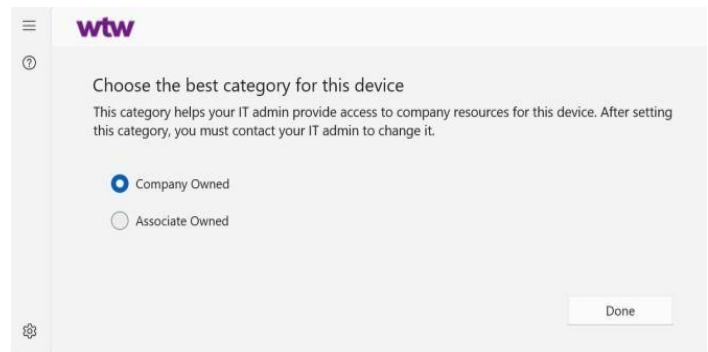 wtw
Choose the best category for this device
This category helps your IT admin provide access to company resources for this device. After setting
this category, you must contact your IT admin to change it.
Company Owned
Associate Owned
Done